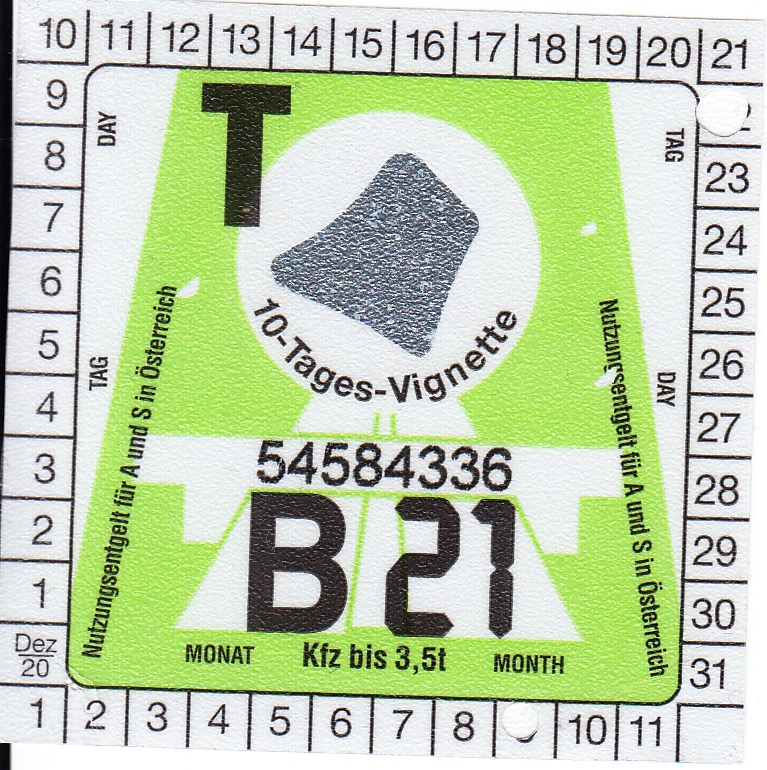 10 11 12 13 14 15 16 17 18 19 20 21
9
8
7
6
5
4
3
2
1
Dez
20
T
DAY
TAG
TAG
DAY
10-Tages-Vignette
Nutzungsentgelt für A und S in Österreich
Nutzungsentgelt für A und S in Österreich
54584336
B 21
MONAT Kfz bis 3,5t MONTH
23
24
25
26
27
28
29
30
31
1 2 3 4 5 6 7 8 10 11